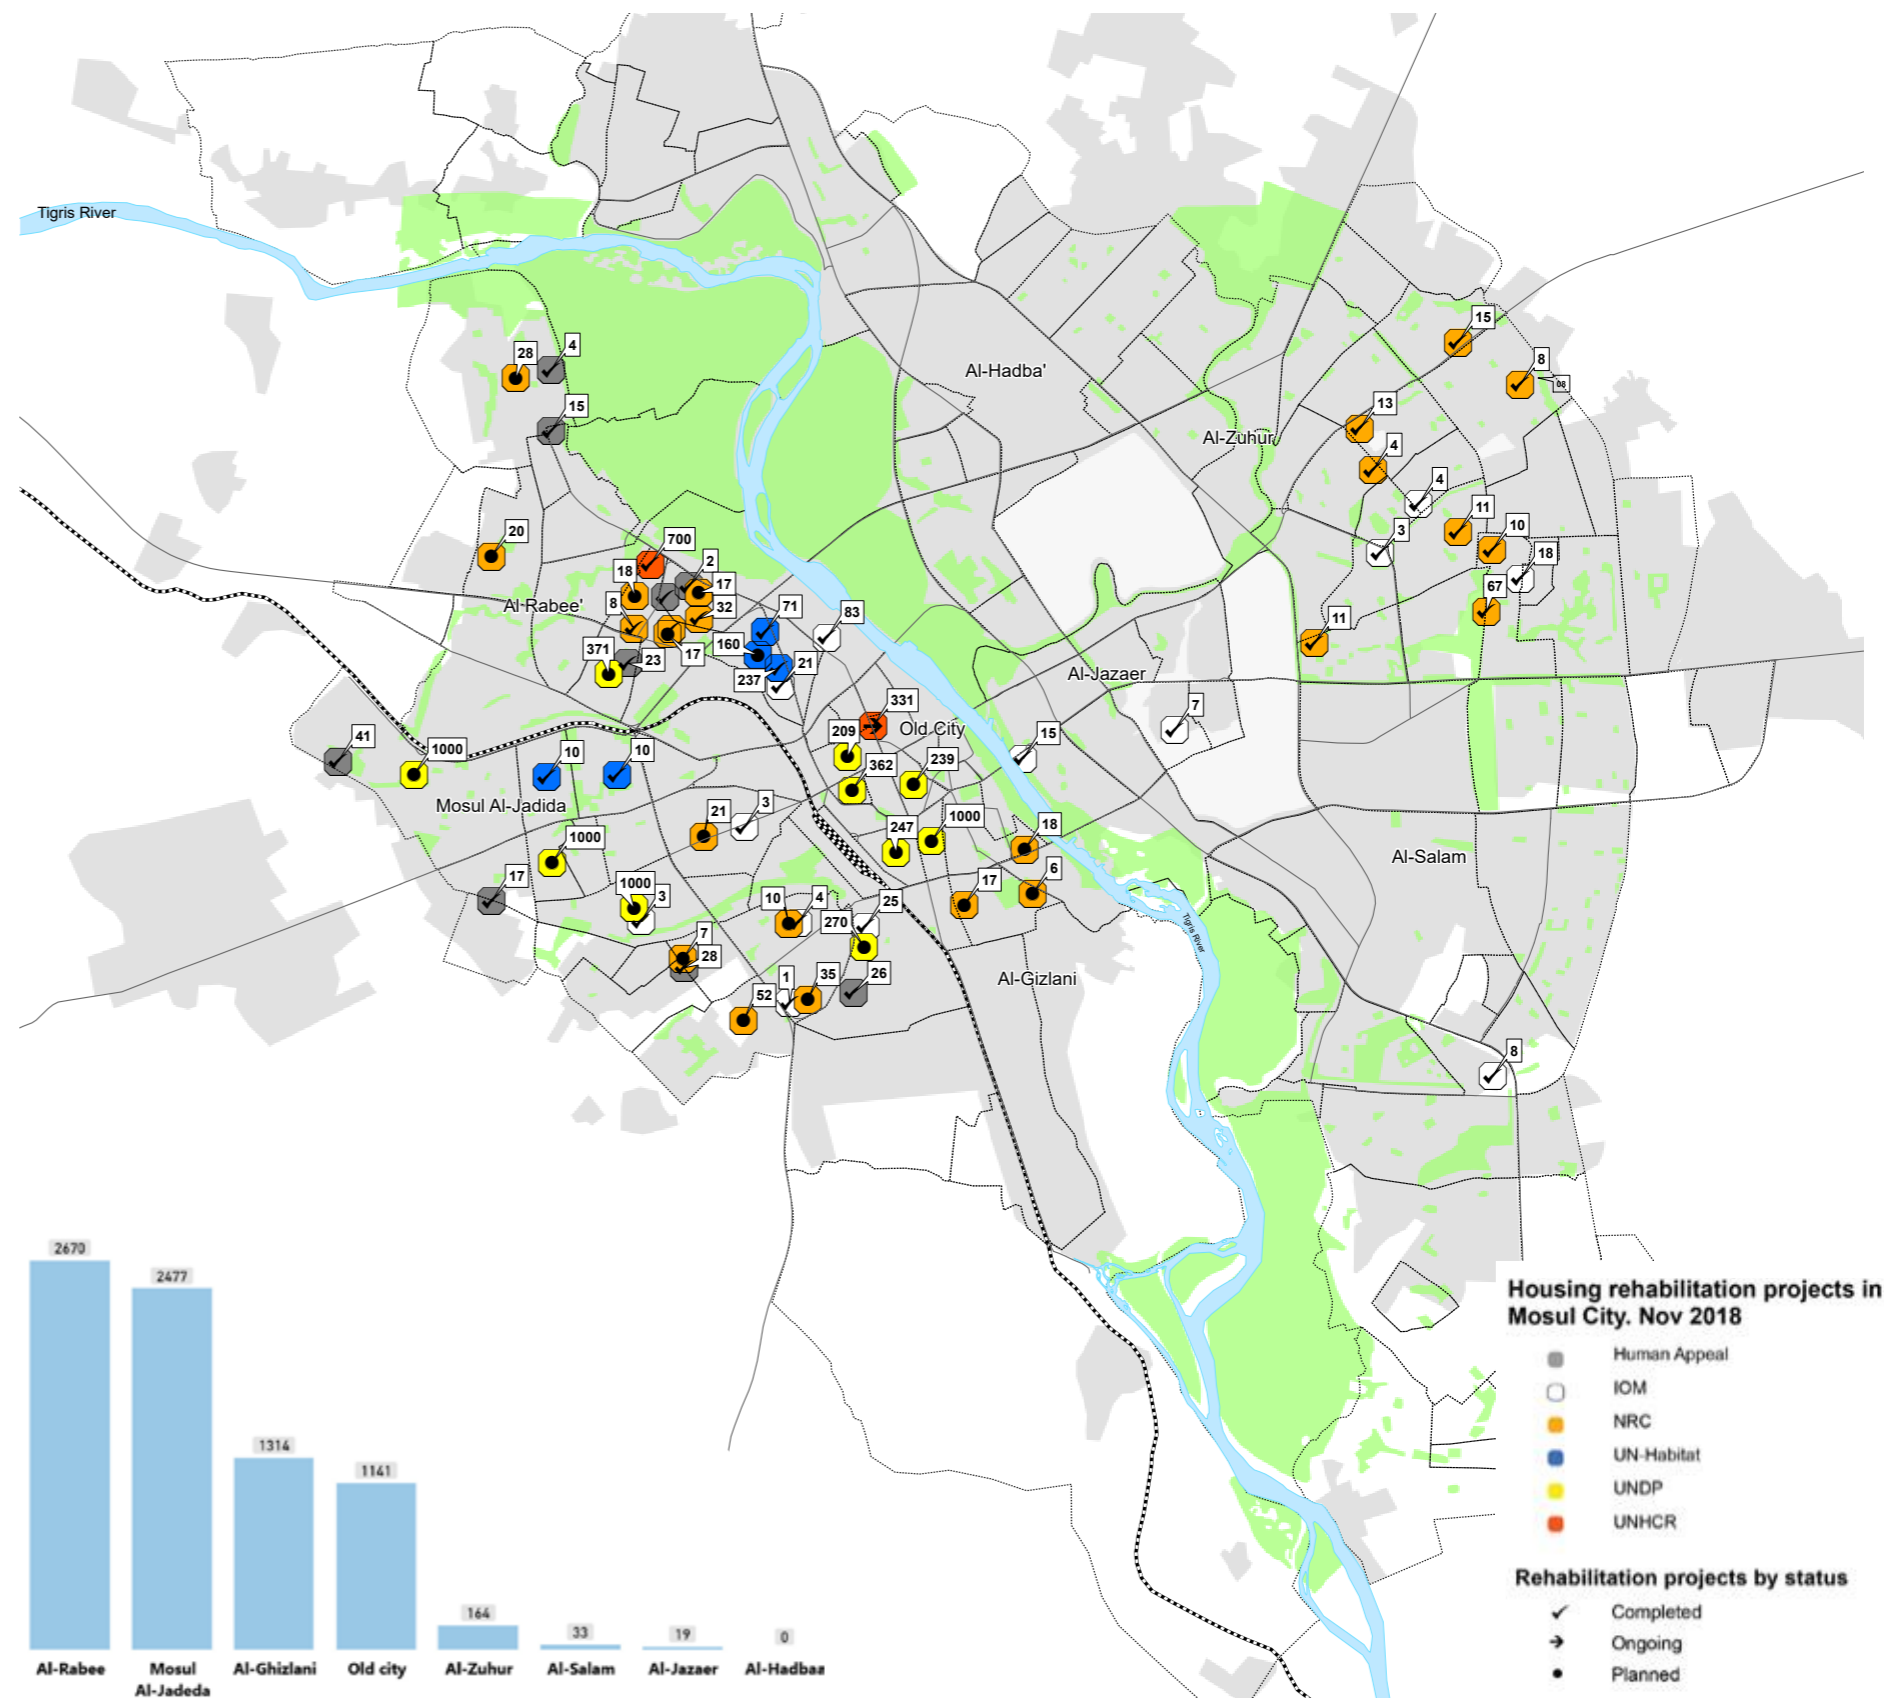 Tigris River
Al-Hadba'
Al-Zuhur
Al-Rabee'
Al-Jazaer
Old City
Mosul Al-Jadida
Al-Salam
Al-Gizlani
Tigris River
28
4
15
15
8
08
13
4
4
3
11
10
18
67
11
20
700
2
18
17
8
32
71
83
160
371
23
17
237
21
331
209
7
15
41
1000
10
10
362
239
21
3
247
1000
18
1000
17
1000
3
10
4
25
270
17
6
7
28
1
35
26
52
8
2670
2477
1314
1141
164
33
19
0
Al-Rabee
Mosul
Al-Jadeda
Al-Ghizlani
Old city
Al-Zuhur
Al-Salam
Al-Jazaer
Al-Hadbaa
Housing rehabilitation projects in
Mosul City. Nov 2018
Human Appeal
IOM
NRC
UN-Habitat
UNDP
UNHCR
Rehabilitation projects by status
Completed
Ongoing
Planned